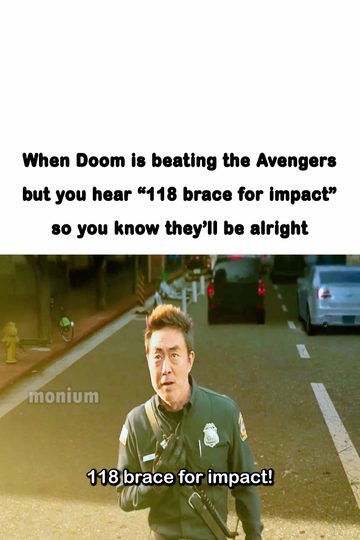 When Doom is beating the Avengers
but you hear “118 brace for impact”
so you know they’ll be alright
monium
118 brace for impact!